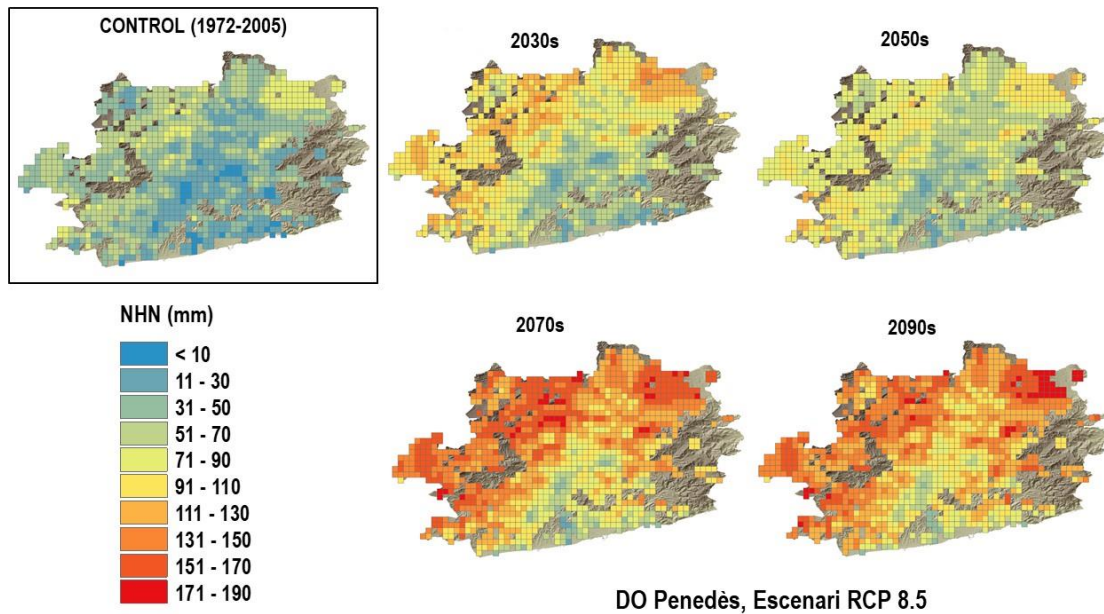 CONTROL (1972-2005)
2030s
2050s
NHN (mm)
< 10
11 - 30
31 - 50
51 - 70
71 - 90
91 - 110
111 - 130
131 - 150
151 - 170
171 - 190
2070s
2090s
DO Penedès, Escenari RCP 8.5